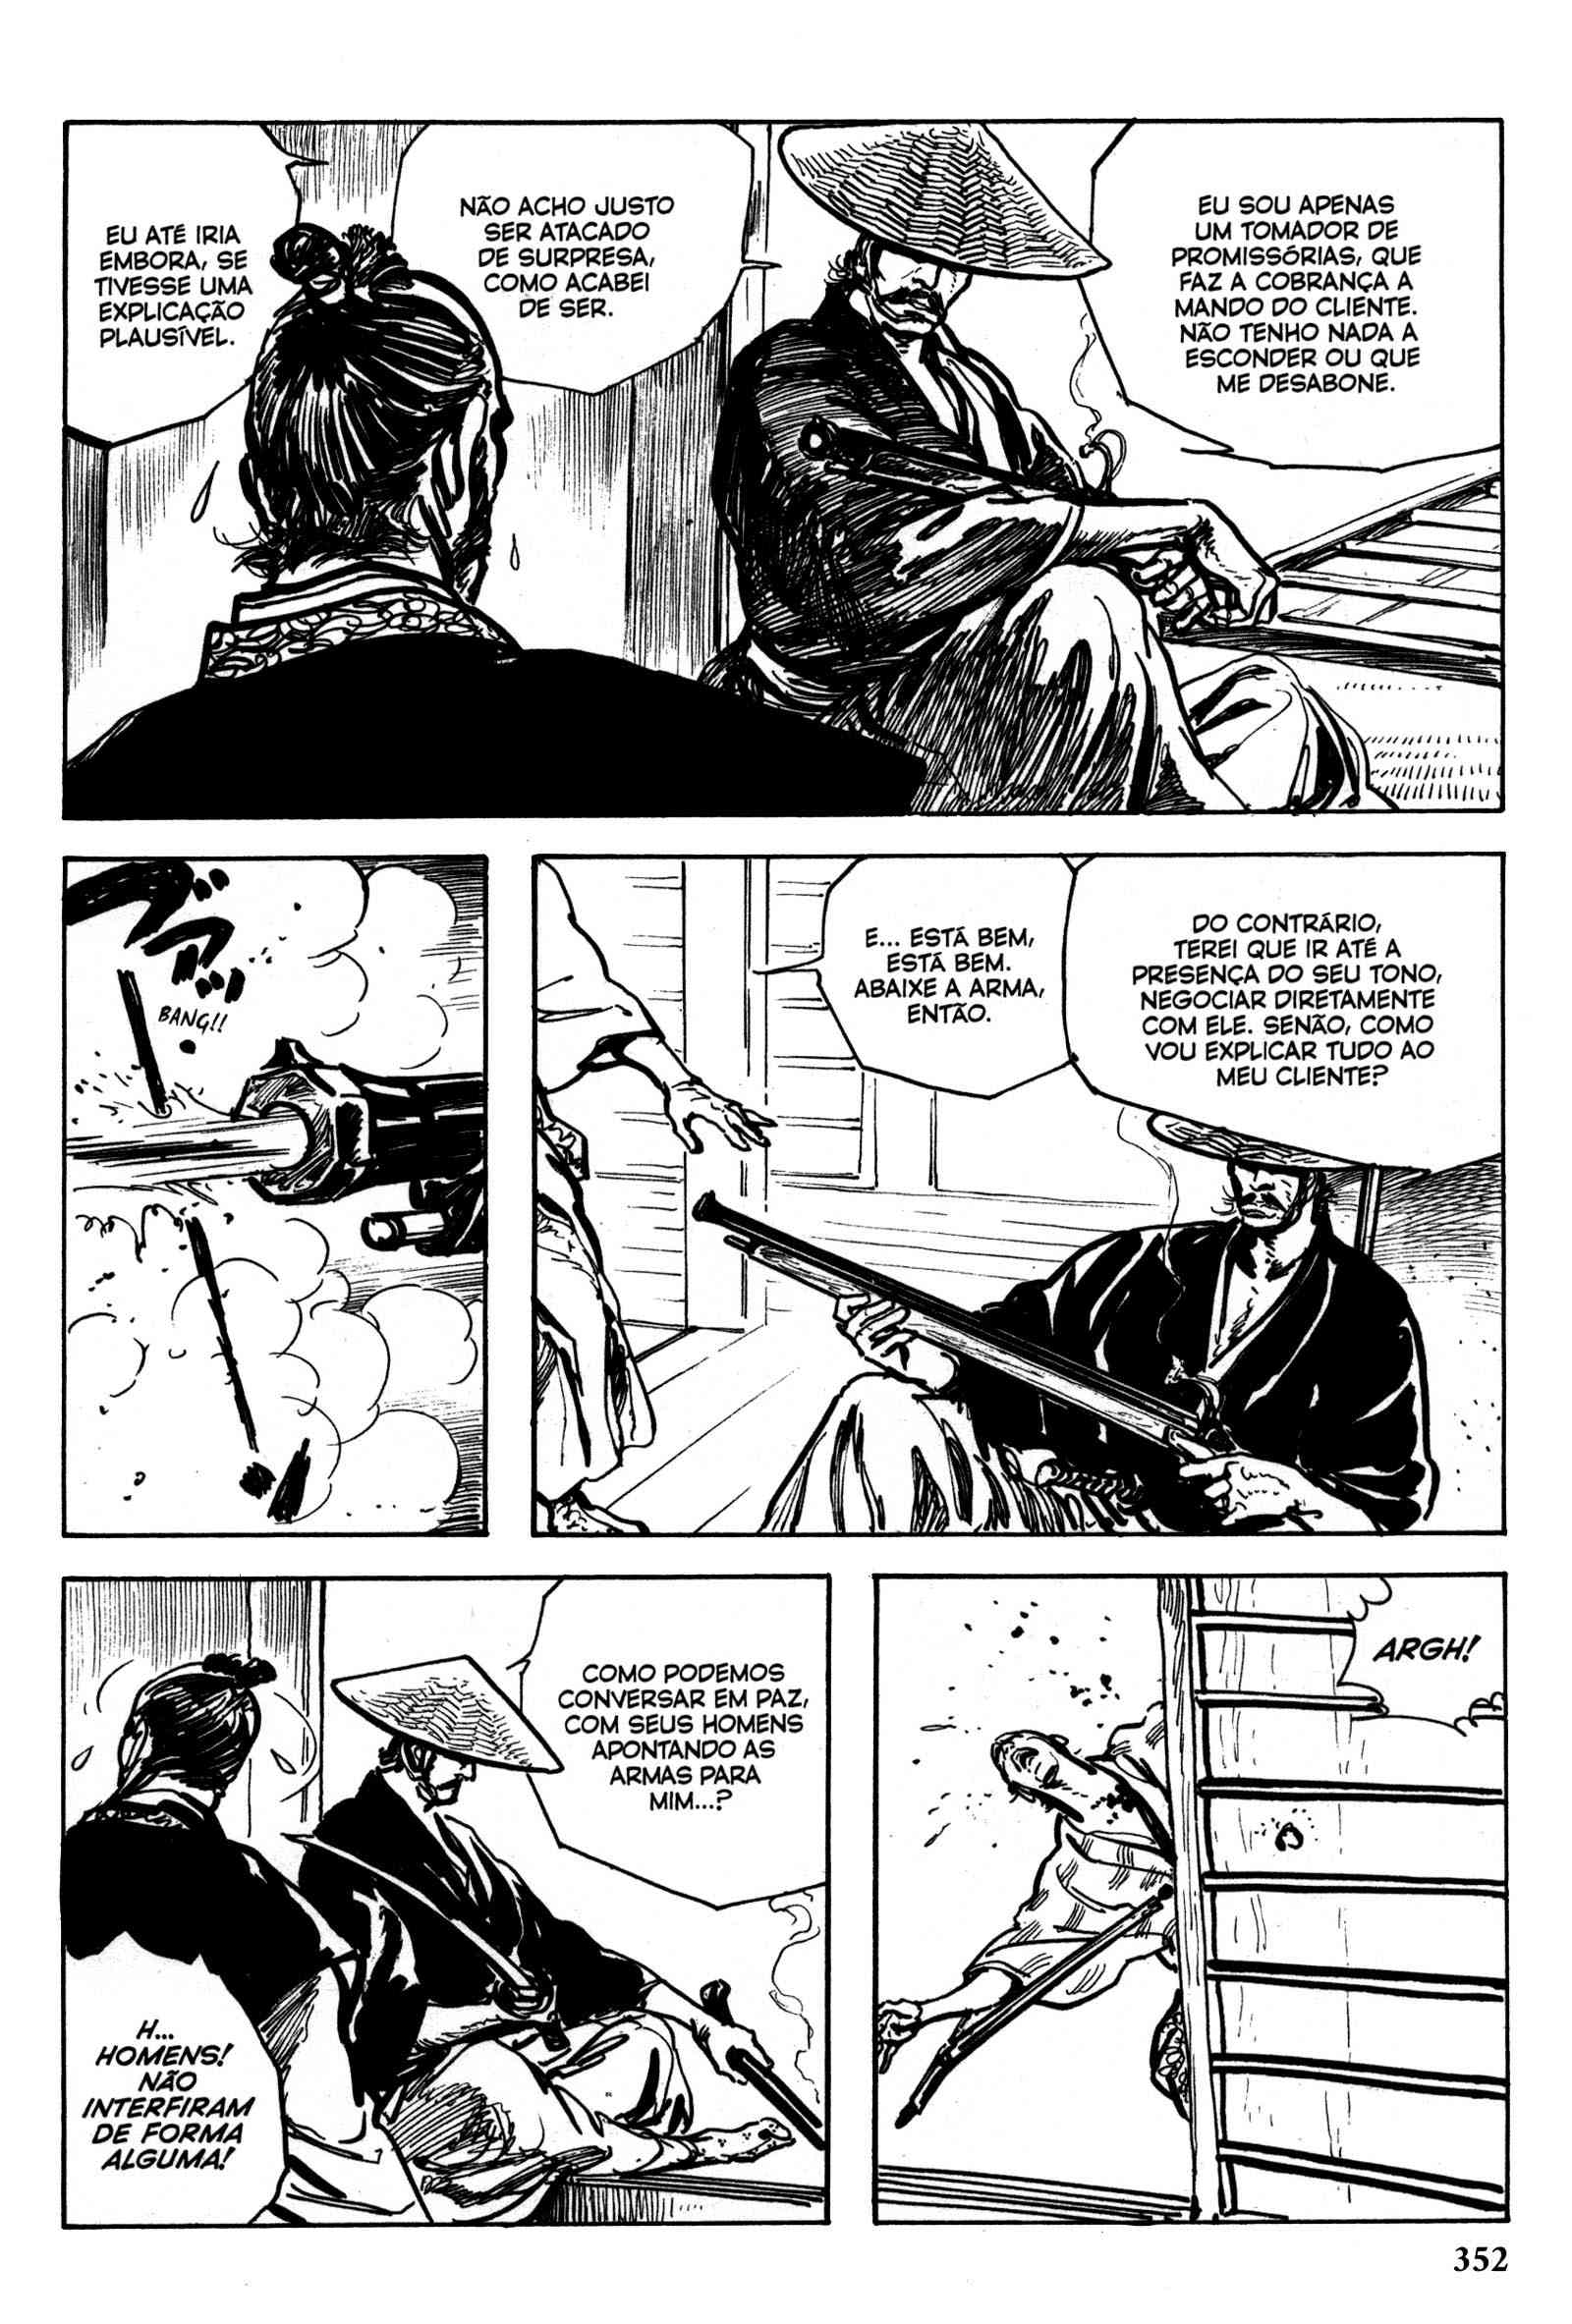 EU SOU APENAS
UM TOMADOR DE
PROMISSÓRIAS, QUE
FAZ A COBRANÇA A
MANDO DO CLIENTE.
NÃO TENHO NADA A
ESCONDER OU QUE
ME DESABONE.
NÃO ACHO JUSTO
SER ATACADO
DE SURPRESA,
COMO ACABEI
DE SER.
EU ATÉ IRIA
EMBORA, SE
TIVESSE UMA
EXPLICAÇÃO
PLAUSÍVEL.
DO CONTRÁRIO,
TEREI QUE IR ATÉ A
PRESENÇA DO SEU TONO,
NEGOCIAR DIRETAMENTE
COM ELE. SENÃO, COMO
VOU EXPLICAR TUDO AO
MEU CLIENTE?
E... ESTÁ BEM,
ESTÁ BEM.
ABAIXE A ARMA,
ENTÃO.
ブアッ
BANG!!
ARGH!
COMO PODEMOS
CONVERSAR EM PAZ,
COM SEUS HOMENS
APONTANDO AS
ARMAS PARA
MIM...?
H...
HOMENS!
NÃO
INTERFIRAM
DE FORMA
ALGUMA!
352